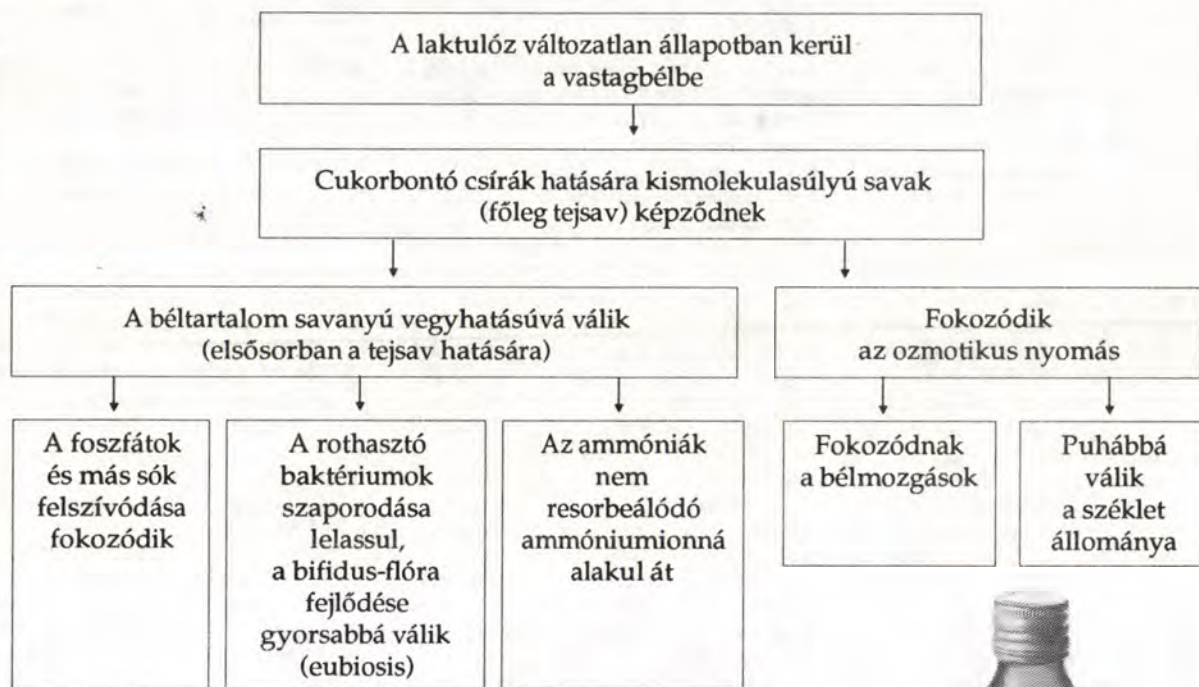 A laktulóz változatlan állapotban kerül
a vastagbélbe
Cukorbontó csírák hatására kismolekulasúlyú savak
(főleg tejsav) képződnek
A béltartalom savanyú vegyhatásúvá válik
(elsősorban a tejsav hatására)
Fokozódik
az ozmotikus nyomás
A foszfátok
és más sók
felszívódása
fokozódik
A rothasztó
baktériumok
szaporodása
lelassul,
a bifidus-flóra
fejlődése
gyorsabbá válik
(eubiosis)
Az ammóniák
nem
resorbeálódó
ammóniumionná
alakul át
Fokozódnak
a bélmozgások
Puhábbá
válik
a széklet
állománya